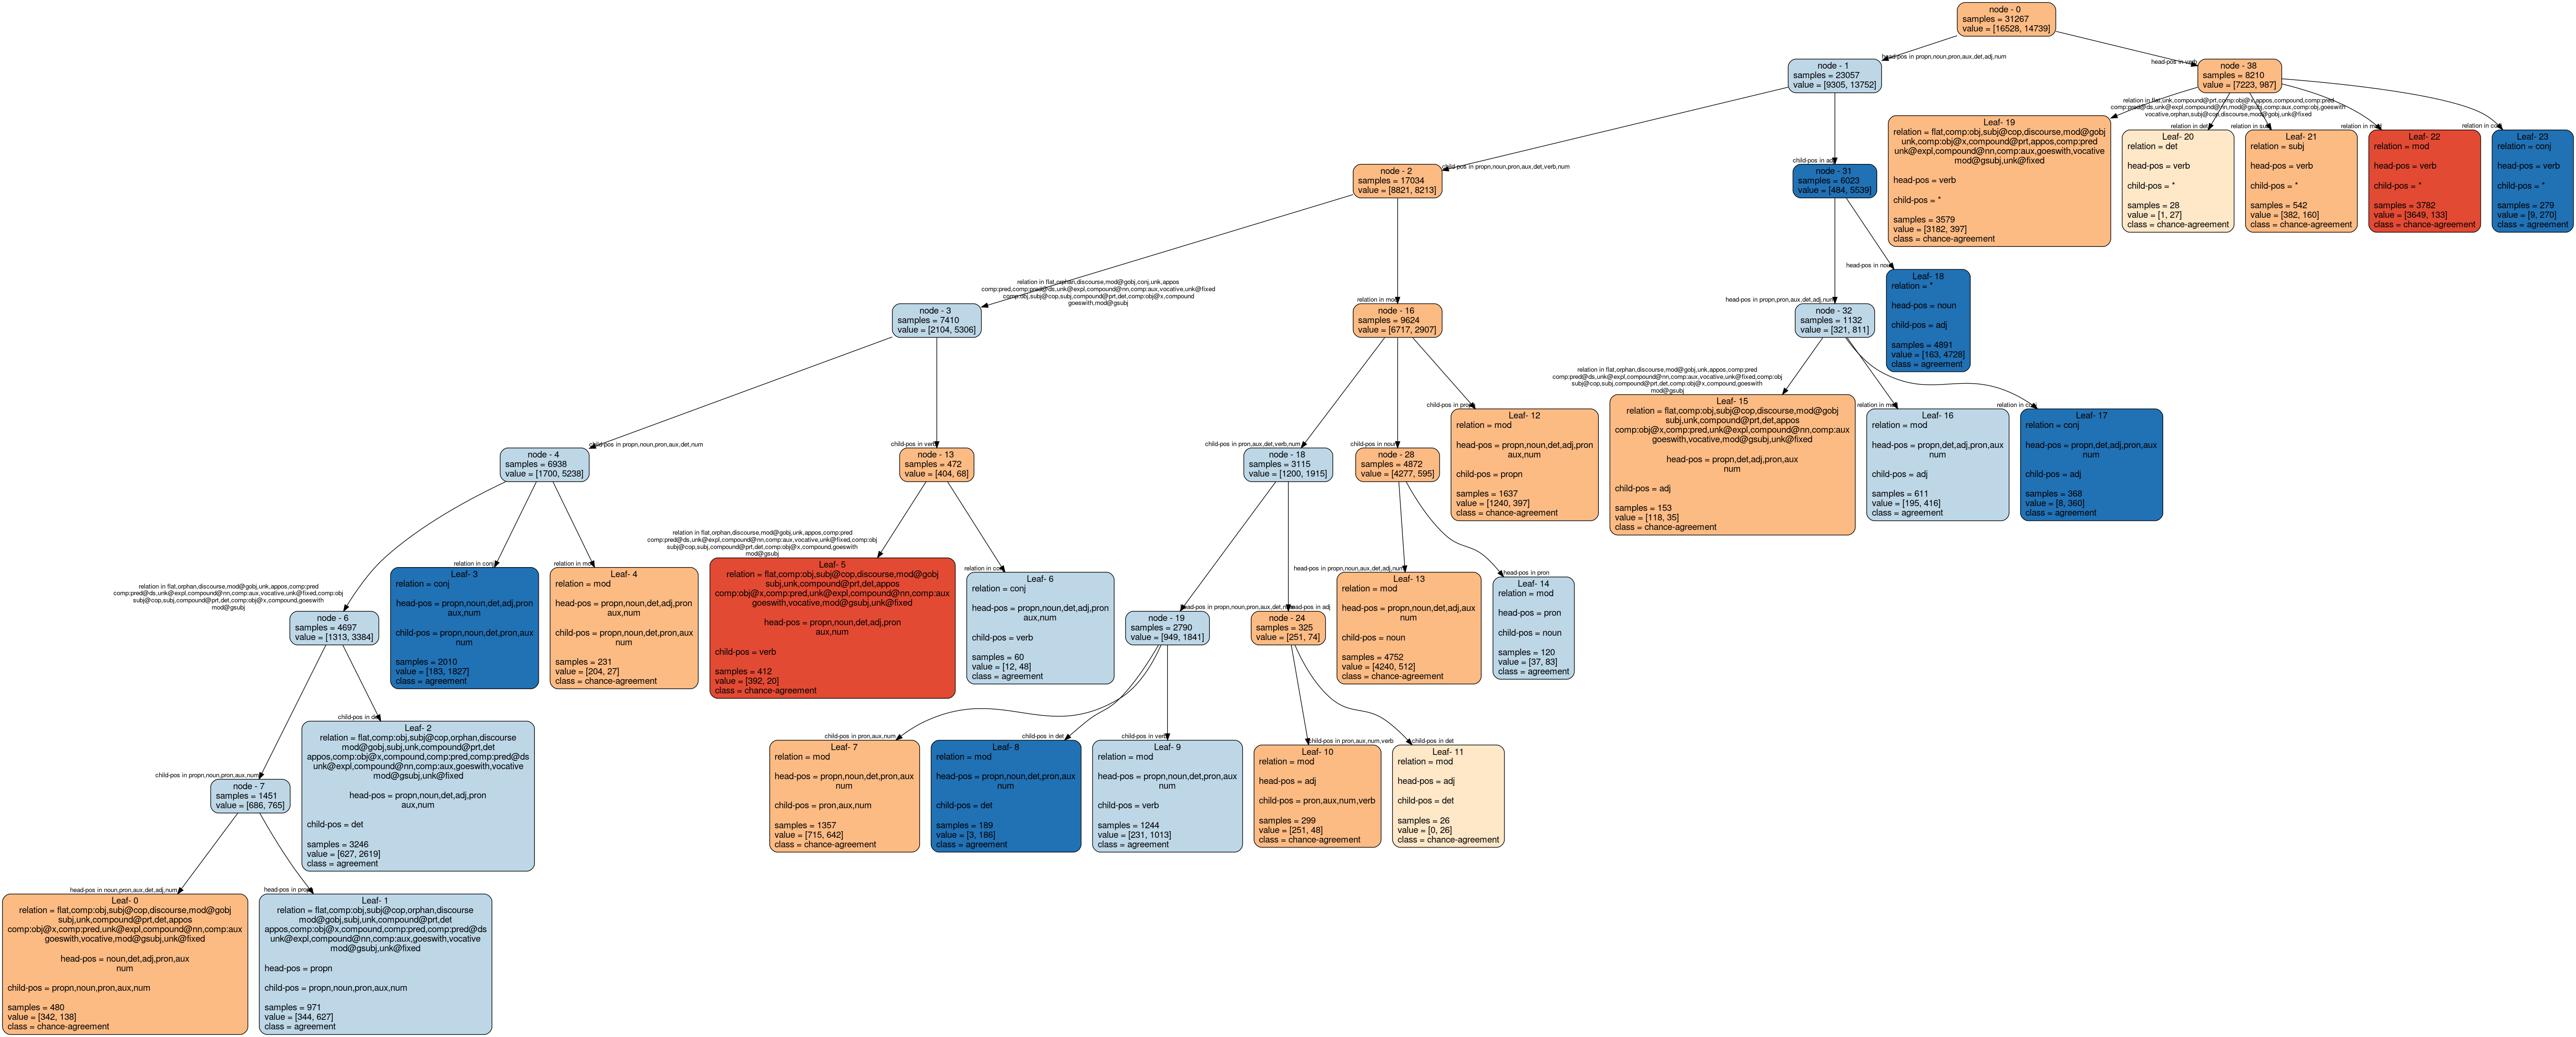 node - 0
samples = 31267
value = [16528, 14739]
head-pos in propn,noun,pron,aux,det,adj,num
head-pos in verb
node - 1
samples = 23057
value = [9305, 13752]
node - 38
samples = 8210
value = [7223, 987]
child-pos in propn,noun,pron,aux,det,verb,num
child-pos in adj
relation in flat,unk,compound@prt,comp:obj@x,appos,compound,comp:pred
comp:pred@ds,unk@expl,compound@nn,mod@gsubj,comp:aux,comp:obj,goeswith
vocative,orphan,subj@cop,discourse,mod@gobj,unk@fixed
relation in det
relation in subj
relation in mod
relation in conj
Leaf- 19
relation = flat,comp:obj,subj@cop,discourse,mod@gobj
unk,comp:obj@x,compound@prt,appos,comp:pred
unk@expl,compound@nn,comp:aux,goeswith,vocative
mod@gsubj,unk@fixed
head-pos = verb
child-pos = *
samples = 3579
value = [3182, 397]
class = chance-agreement
Leaf- 20
relation = det
head-pos = verb
child-pos = *
samples = 28
value = [1, 27]
class = chance-agreement
Leaf- 21
relation = subj
head-pos = verb
child-pos = *
samples = 542
value = [382, 160]
class = chance-agreement
Leaf- 22
relation = mod
head-pos = verb
child-pos = *
samples = 3782
value = [3649, 133]
class = chance-agreement
Leaf- 23
relation = conj
head-pos = verb
child-pos = *
samples = 279
value = [9, 270]
class = agreement
node - 2
samples = 17034
value = [8821, 8213]
node - 31
samples = 6023
value = [484, 5539]
relation in flat,orphan,discourse,mod@gobj,conj,unk,appos
comp:pred,comp:pred@ds,unk@expl,compound@nn,comp:aux,vocative,unk@fixed
comp:obj,subj@cop,subj,compound@prt,det,comp:obj@x,compound
goeswith,mod@gsubj
relation in mod
head-pos in propn,pron,aux,det,adj,num
head-pos in noun
node - 3
samples = 7410
value = [2104, 5306]
node - 16
samples = 9624
value = [6717, 2907]
node - 32
samples = 1132
value = [321, 811]
Leaf- 18
relation = *
head-pos = noun
child-pos = adj
samples = 4891
value = [163, 4728]
class = agreement
child-pos in propn,noun,pron,aux,det,num
child-pos in verb
child-pos in pron,aux,det,verb,num
child-pos in noun
child-pos in propn
relation in flat,orphan,discourse,mod@gobj,unk,appos,comp:pred
comp:pred@ds,unk@expl,compound@nn,comp:aux,vocative,unk@fixed,comp:obj
subj@cop,subj,compound@prt,det,comp:obj@x,compound,goeswith
mod@gsubj
relation in mod
relation in conj
node - 4
samples = 6938
value = [1700, 5238]
node - 13
samples = 472
value = [404, 68]
node - 18
samples = 3115
value = [1200, 1915]
node - 28
samples = 4872
value = [4277, 595]
Leaf- 12
relation = mod
head-pos = propn,noun,det,adj,pron
aux,num
child-pos = propn
samples = 1637
value = [1240, 397]
class = chance-agreement
Leaf- 15
relation = flat,comp:obj,subj@cop,discourse,mod@gobj
subj,unk,compound@prt,det,appos
comp:obj@x,comp:pred,unk@expl,compound@nn,comp:aux
goeswith,vocative,mod@gsubj,unk@fixed
head-pos = propn,det,adj,pron,aux
num
child-pos = adj
samples = 153
value = [118, 35]
class = chance-agreement
Leaf- 16
relation = mod
head-pos = propn,det,adj,pron,aux
num
child-pos = adj
samples = 611
value = [195, 416]
class = agreement
Leaf- 17
relation = conj
head-pos = propn,det,adj,pron,aux
num
child-pos = adj
samples = 368
value = [8, 360]
class = agreement
relation in flat,orphan,discourse,mod@gobj,unk,appos,comp:pred
comp:pred@ds,unk@expl,compound@nn,comp:aux,vocative,unk@fixed,comp:obj
subj@cop,subj,compound@prt,det,comp:obj@x,compound,goeswith
mod@gsubj
relation in conj
relation in mod
relation in flat,orphan,discourse,mod@gobj,unk,appos,comp:pred
comp:pred@ds,unk@expl,compound@nn,comp:aux,vocative,unk@fixed,comp:obj
subj@cop,subj,compound@prt,det,comp:obj@x,compound,goeswith
mod@gsubj
relation in conj
head-pos in propn,noun,pron,aux,det,num
head-pos in adj
head-pos in propn,noun,aux,det,adj,num
head-pos in pron
node - 6
samples = 4697
value = [1313, 3384]
Leaf- 3
relation = conj
head-pos = propn,noun,det,adj,pron
aux,num
child-pos = propn,noun,det,pron,aux
num
samples = 2010
value = [183, 1827]
class = agreement
Leaf- 4
relation = mod
head-pos = propn,noun,det,adj,pron
aux,num
child-pos = propn,noun,det,pron,aux
num
samples = 231
value = [204, 27]
class = chance-agreement
Leaf- 5
relation = flat,comp:obj,subj@cop,discourse,mod@gobj
subj,unk,compound@prt,det,appos
comp:obj@x,comp:pred,unk@expl,compound@nn,comp:aux
goeswith,vocative,mod@gsubj,unk@fixed
head-pos = propn,noun,det,adj,pron
aux,num
child-pos = verb
samples = 412
value = [392, 20]
class = chance-agreement
Leaf- 6
relation = conj
head-pos = propn,noun,det,adj,pron
aux,num
child-pos = verb
samples = 60
value = [12, 48]
class = agreement
node - 19
samples = 2790
value = [949, 1841]
node - 24
samples = 325
value = [251, 74]
Leaf- 13
relation = mod
head-pos = propn,noun,det,adj,aux
num
child-pos = noun
samples = 4752
value = [4240, 512]
class = chance-agreement
Leaf- 14
relation = mod
head-pos = pron
child-pos = noun
samples = 120
value = [37, 83]
class = agreement
child-pos in propn,noun,pron,aux,num
child-pos in det
child-pos in pron,aux,num
child-pos in det
child-pos in verb
child-pos in pron,aux,num,verb
child-pos in det
node - 7
samples = 1451
value = [686, 765]
Leaf- 2
relation = flat,comp:obj,subj@cop,orphan,discourse
mod@gobj,subj,unk,compound@prt,det
appos,comp:obj@x,compound,comp:pred,comp:pred@ds
unk@expl,compound@nn,comp:aux,goeswith,vocative
mod@gsubj,unk@fixed
head-pos = propn,noun,det,adj,pron
aux,num
child-pos = det
samples = 3246
value = [627, 2619]
class = agreement
Leaf- 7
relation = mod
head-pos = propn,noun,det,pron,aux
num
child-pos = pron,aux,num
samples = 1357
value = [715, 642]
class = chance-agreement
Leaf- 8
relation = mod
head-pos = propn,noun,det,pron,aux
num
child-pos = det
samples = 189
value = [3, 186]
class = agreement
Leaf- 9
relation = mod
head-pos = propn,noun,det,pron,aux
num
child-pos = verb
samples = 1244
value = [231, 1013]
class = agreement
Leaf- 10
relation = mod
head-pos = adj
child-pos = pron,aux,num,verb
samples = 299
value = [251, 48]
class = chance-agreement
Leaf- 11
relation = mod
head-pos = adj
child-pos = det
samples = 26
value = [0, 26]
class = chance-agreement
head-pos in noun,pron,aux,det,adj,num
head-pos in propn
Leaf- 0
relation = flat,comp:obj,subj@cop,discourse,mod@gobj
subj,unk,compound@prt,det,appos
comp:obj@x,comp:pred,unk@expl,compound@nn,comp:aux
goeswith,vocative,mod@gsubj,unk@fixed
head-pos = noun,det,adj,pron,aux
num
child-pos = propn,noun,pron,aux,num
samples = 480
value = [342, 138]
class = chance-agreement
Leaf- 1
relation = flat,comp:obj,subj@cop,orphan,discourse
mod@gobj,subj,unk,compound@prt,det
appos,comp:obj@x,compound,comp:pred,comp:pred@ds
unk@expl,compound@nn,comp:aux,goeswith,vocative
mod@gsubj,unk@fixed
head-pos = propn
child-pos = propn,noun,pron,aux,num
samples = 971
value = [344, 627]
class = agreement